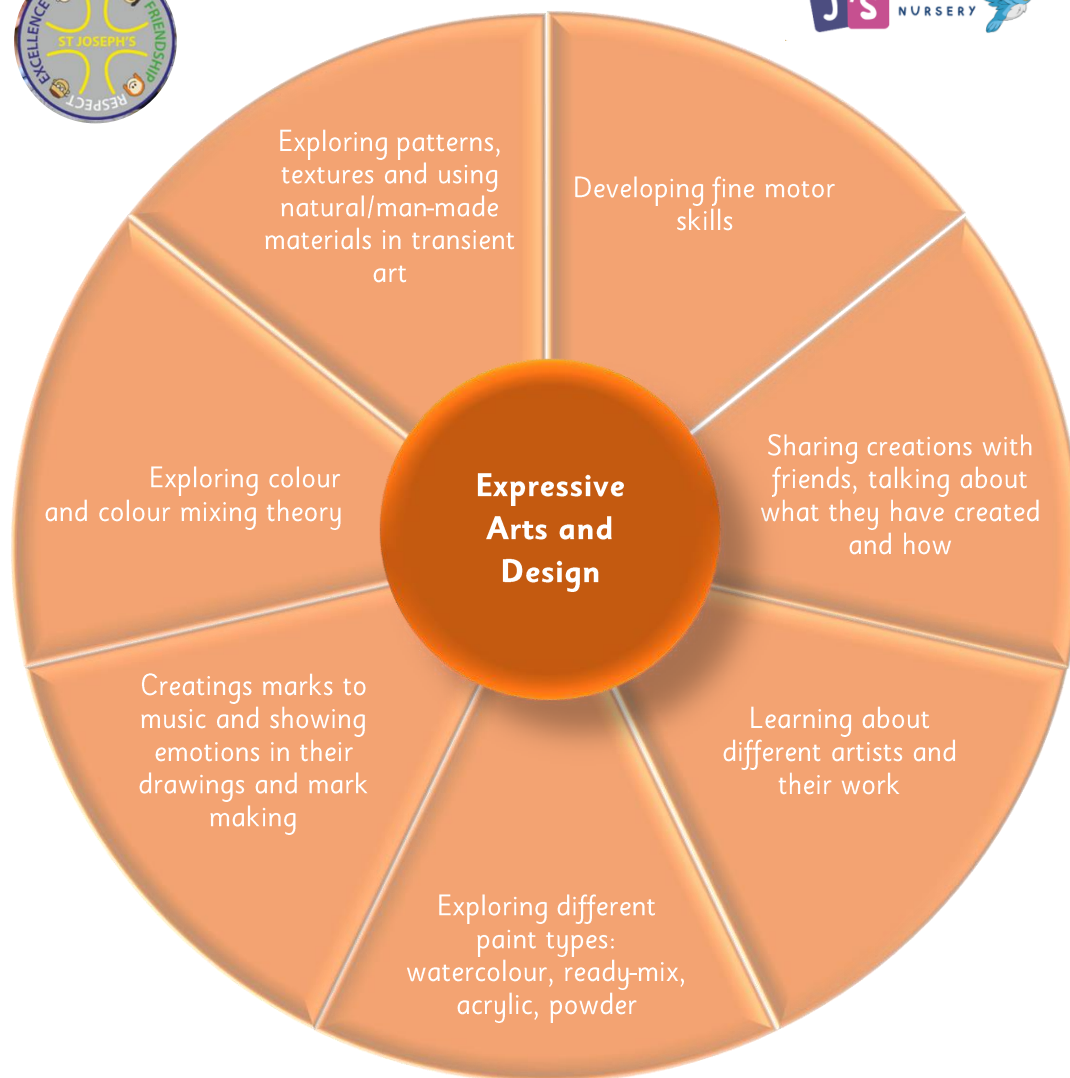 EXCELLENCE
FRIENDSHIP
ST JOSEPH'S
RESPECT
J'S
NURSERY
Exploring patterns,
textures and using
natural/man-made
materials in transient
art
Developing fine motor
skills
Sharing creations with
friends, talking about
what they have created
and how
Learning about
different artists and
their work
Exploring different
paint types:
watercolour, ready-mix,
acrylic, powder
Creatings marks to
music and showing
emotions in their
drawings and mark
making
Exploring colour
and colour mixing theory
Expressive
Arts and
Design